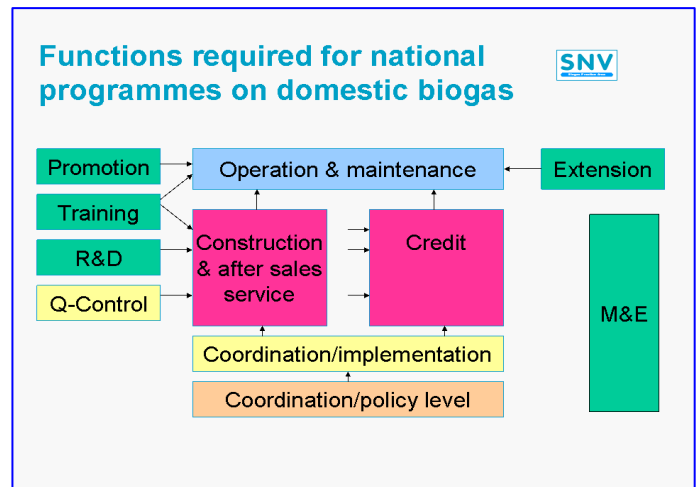 Functions required for national
programmes on domestic biogas
SNV
Promotion
Operation & maintenance
Extension
Training
Construction
& after sales
service
Credit
R&D
Q-Control
M&E
Coordination/implementation
Coordination/policy level